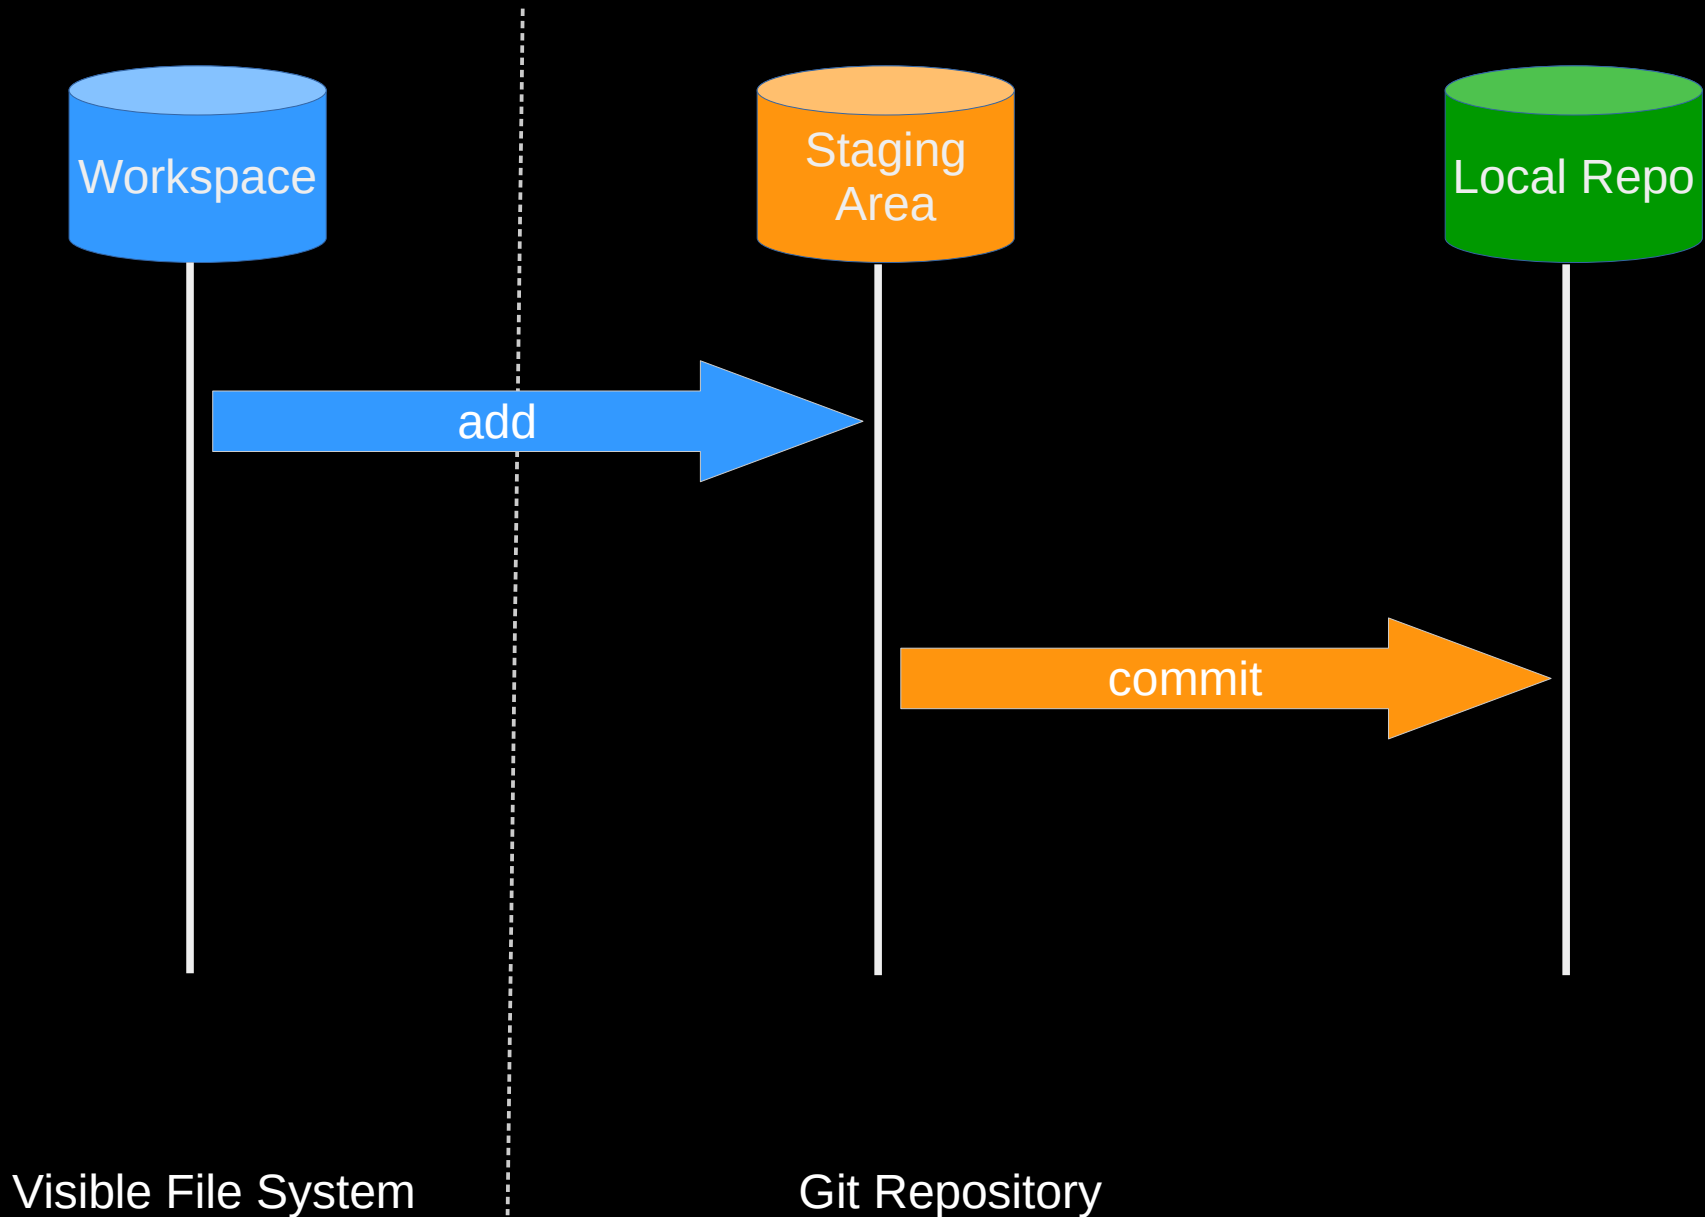 Workspace
Staging
Area
Local Repo
add
commit
Visible File System
Git Repository